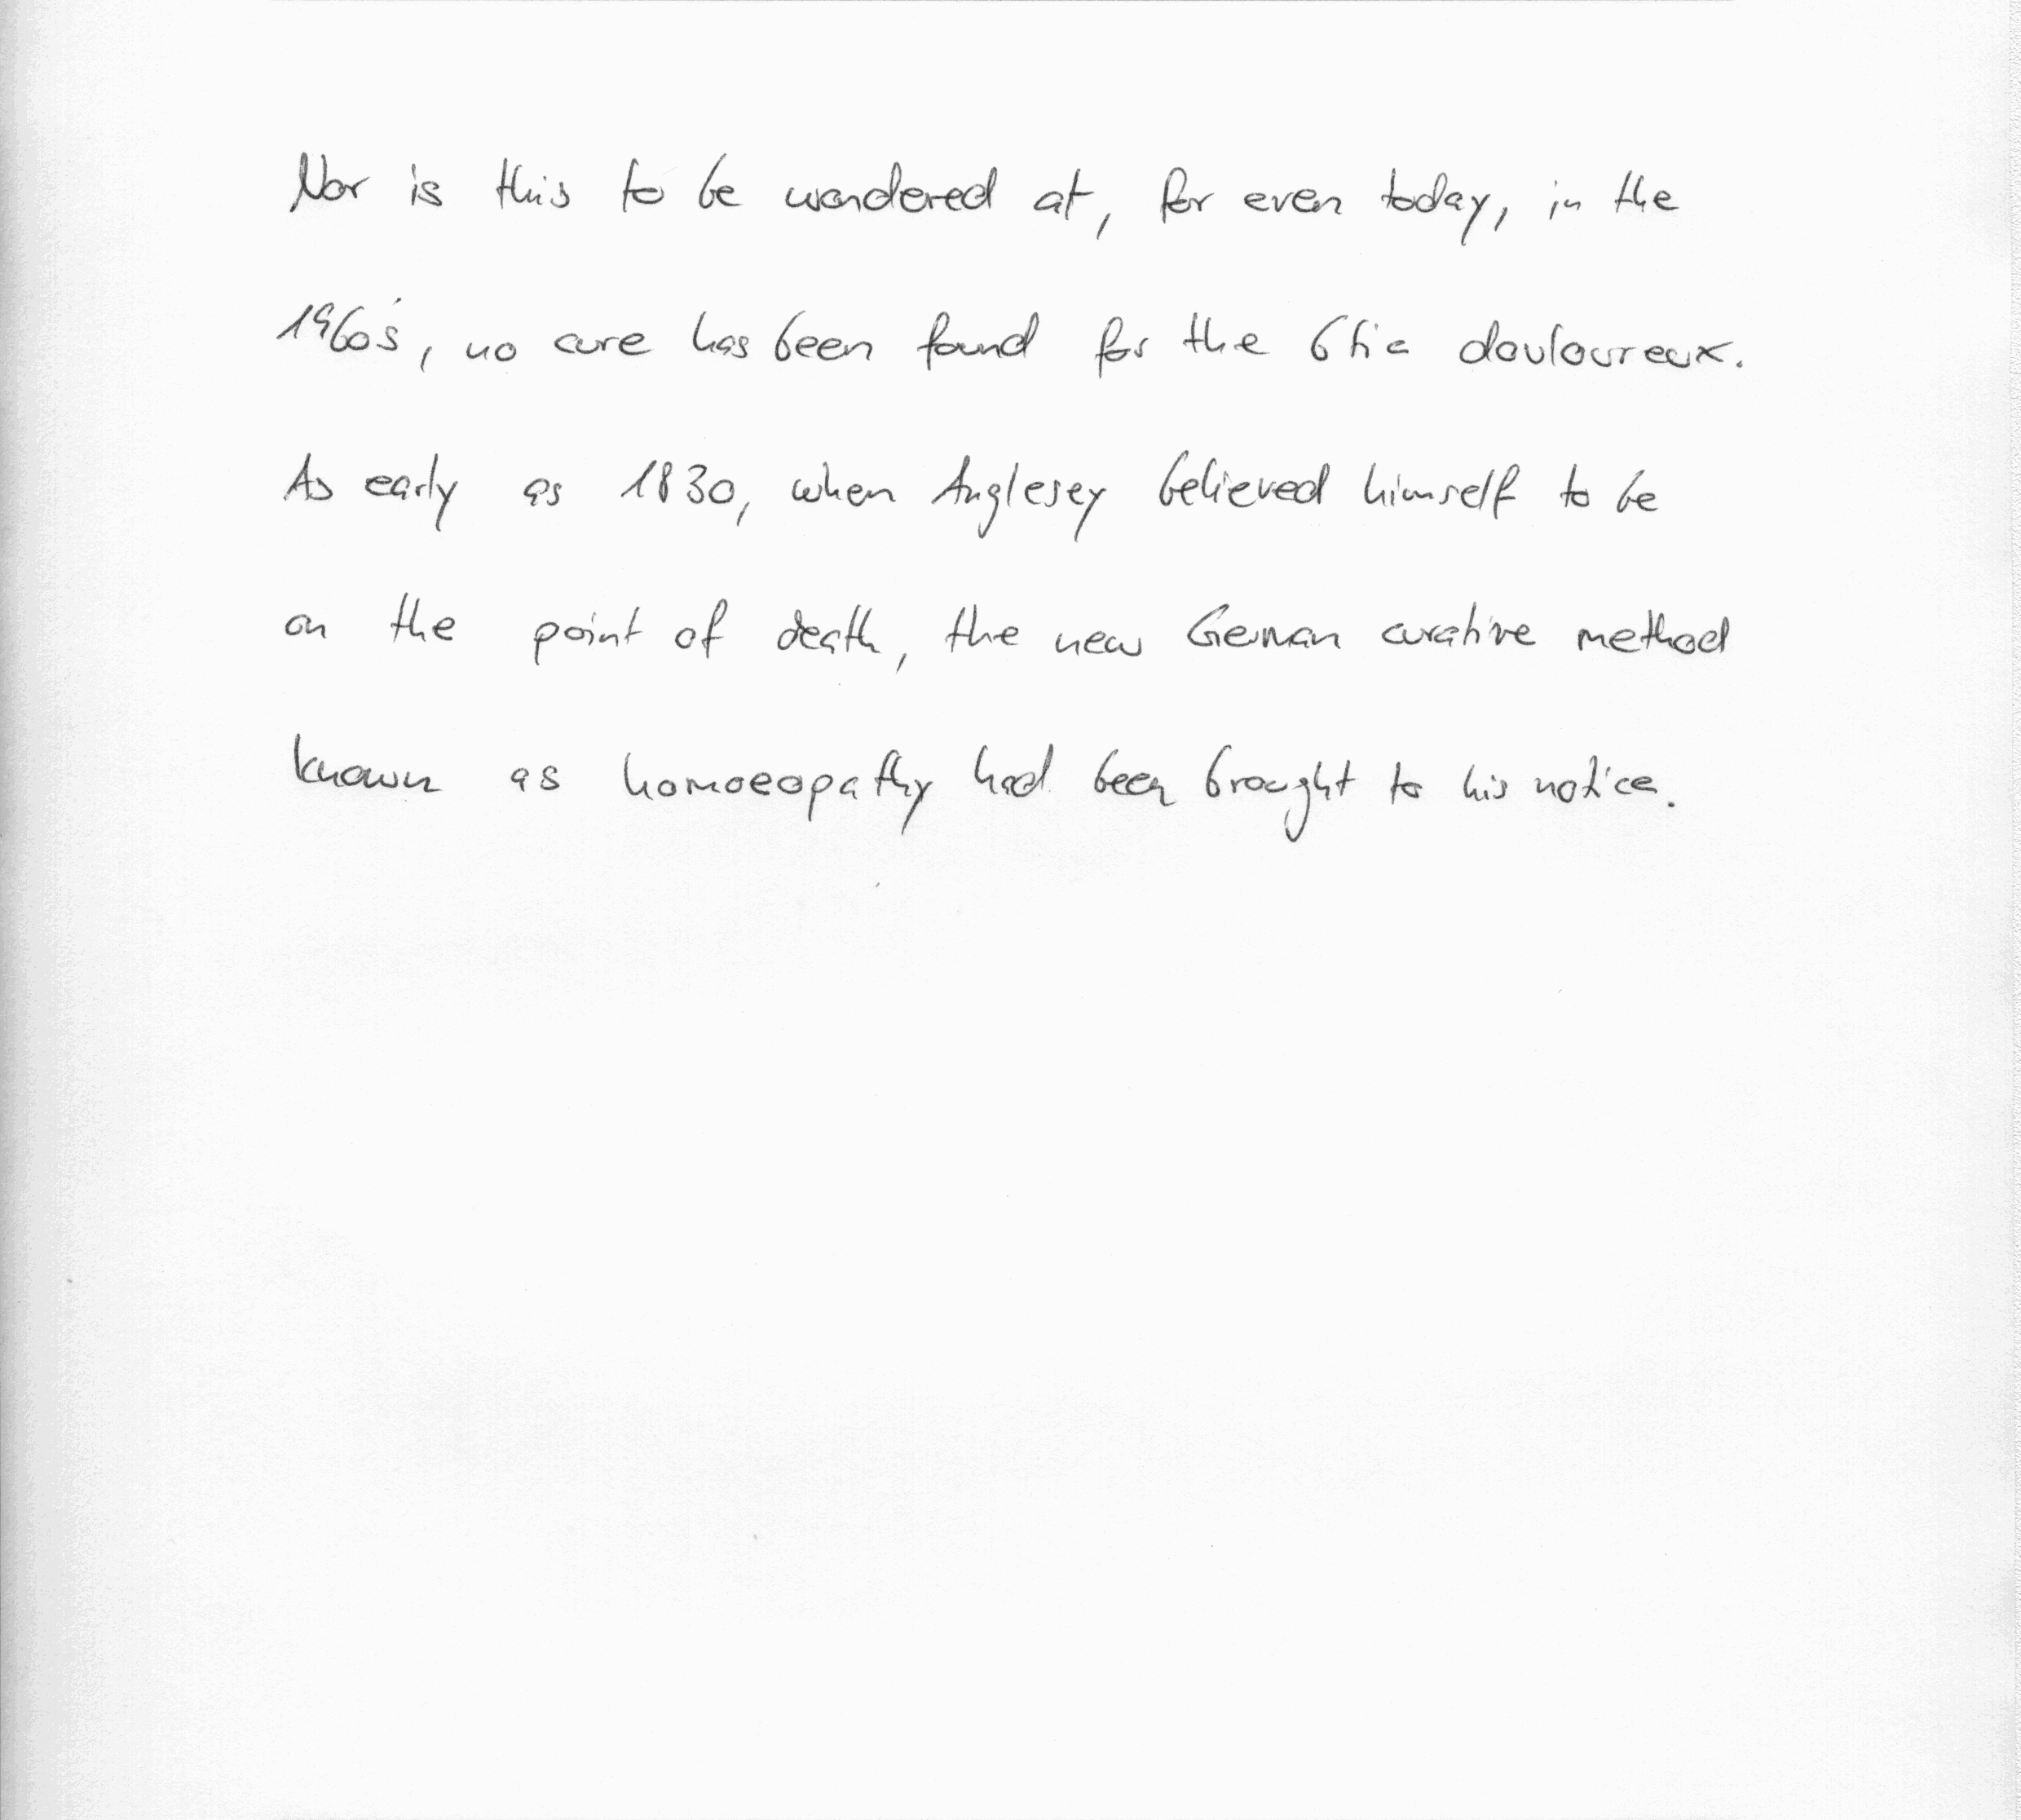 Nor is this to be wondered at, for even today, in the
1960's, no cure has been found for the 6tic douloureux.
As early as 1830, when Anglesey believed himself to be
on the point of death, the new German curative method
known as homoeopathy had been brought to his notice.